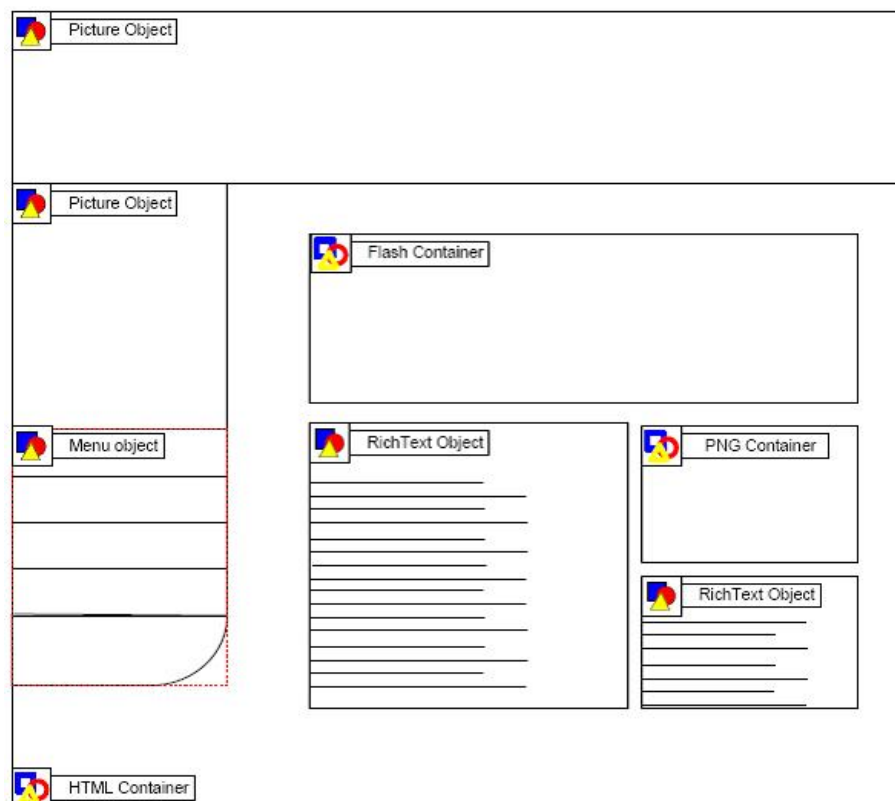 Picture Object
Picture Object
Flash Container
Menu object
RichText Object
PNG Container
RichText Object
HTML Container